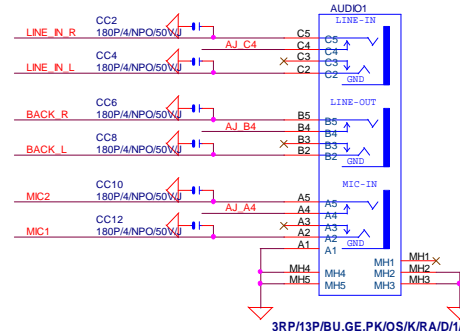 AUDIO1
CC2
LINE-IN
LINE_IN_R
180P/4/NPO/50V/J
C5
C5
AJ_C4
C4
C4
CC4
C3
C3
LINE_IN_L
180P/4/NPO/50V/J
C2
C2
CC6
LINE-OUT
BACK_R
180P/4/NPO/50V/J
B5
B5
AJ_B4
B4
B4
CC8
B3
B3
BACK_L
180P/4/NPO/50V/J
B2
B2
GND
CC10
MIC-IN
MIC2
180P/4/NPO/50V/J
A5
A5
AJ_A4
A4
A4
CC12
A3
A3
MIC1
180P/4/NPO/50V/J
A2
A2
GND
A1
A1
MH1
MH1
MH4
MH4
MH2
MH2
MH5
MH5
MH3
MH3
3RP/13P/BU.GE.PK/OS/K/RA/D/1/